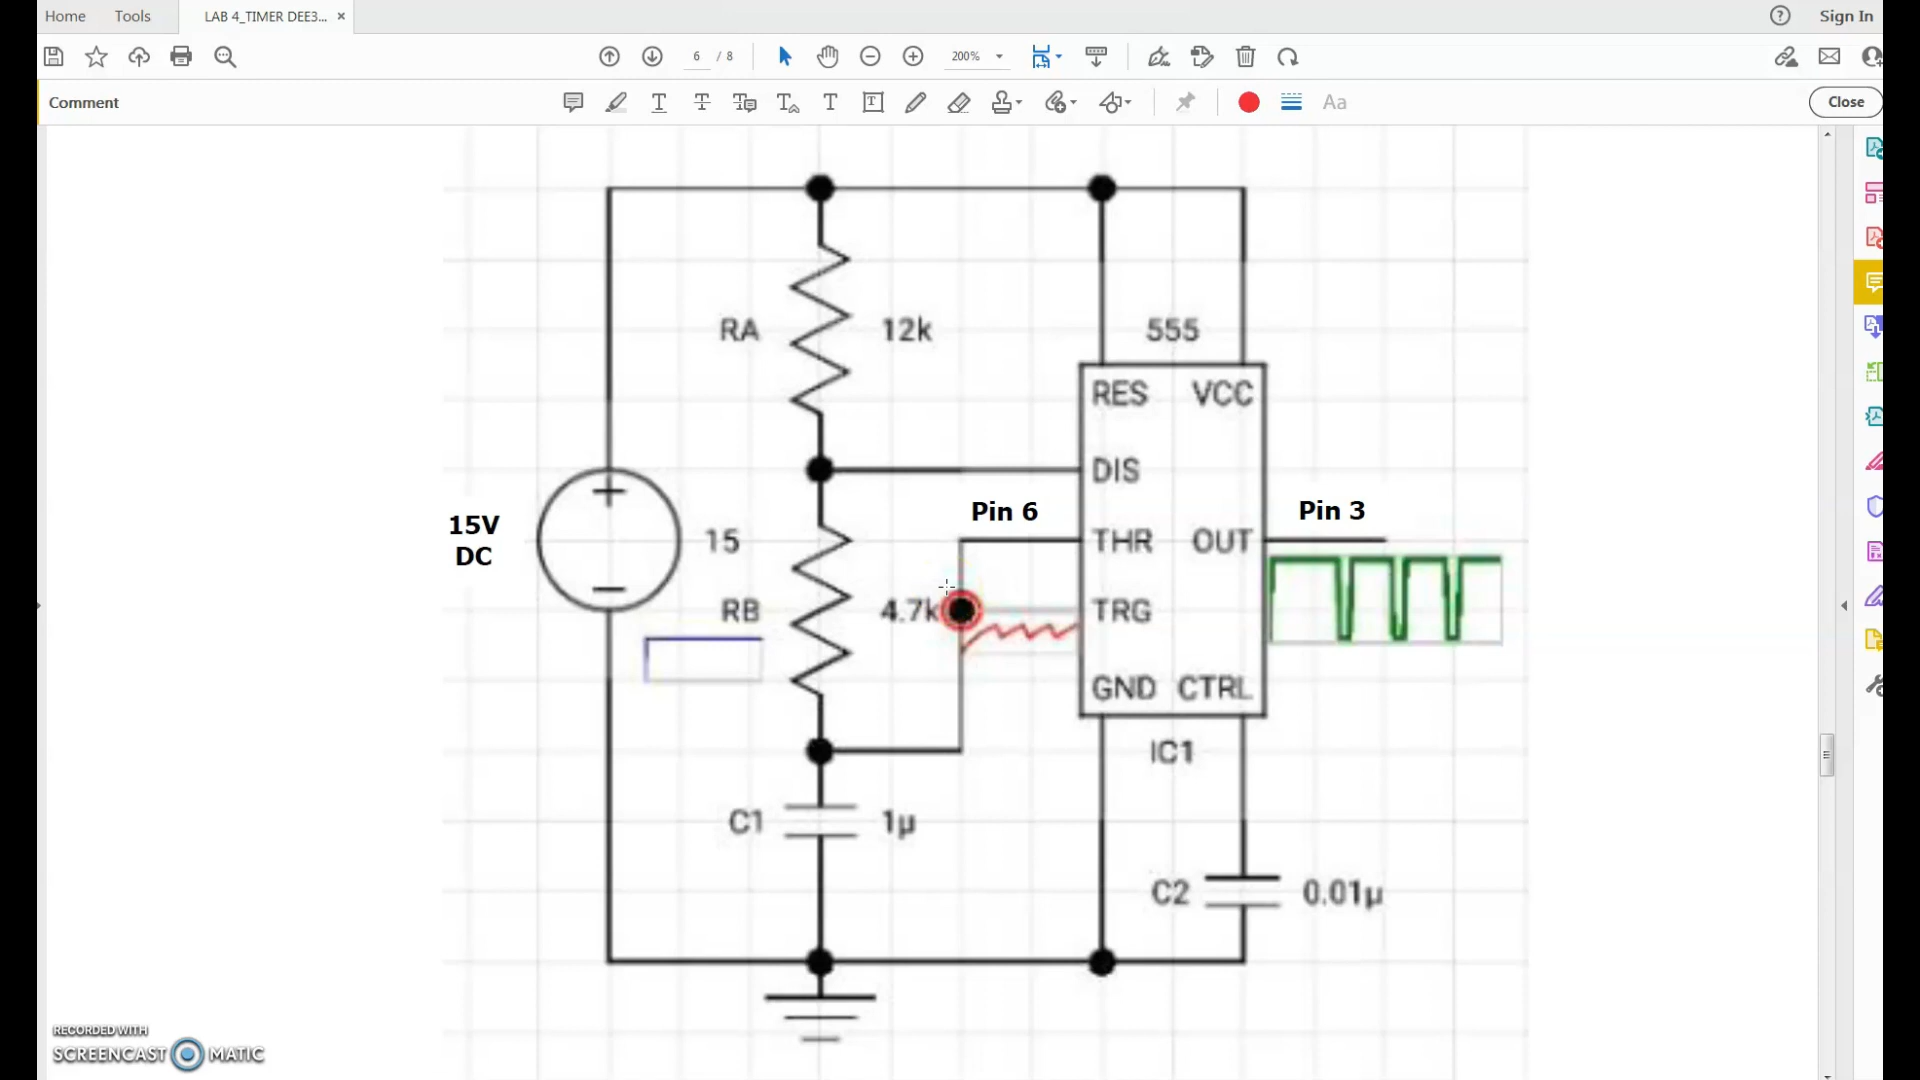 Home Tools LAB 4_TIMER DEE3... × ? Sign In
6 / 8 200%
Comment Aa Close
RA 12k 555
RES VCC
DIS
Pin 6 Pin 3
15V
DC
+
15
THR OUT
RB 4.7k TRG
GND CTRL
IC1
C1 1µ
C2 0.01µ
RECORDED WITH
SCREENCAST MATIC